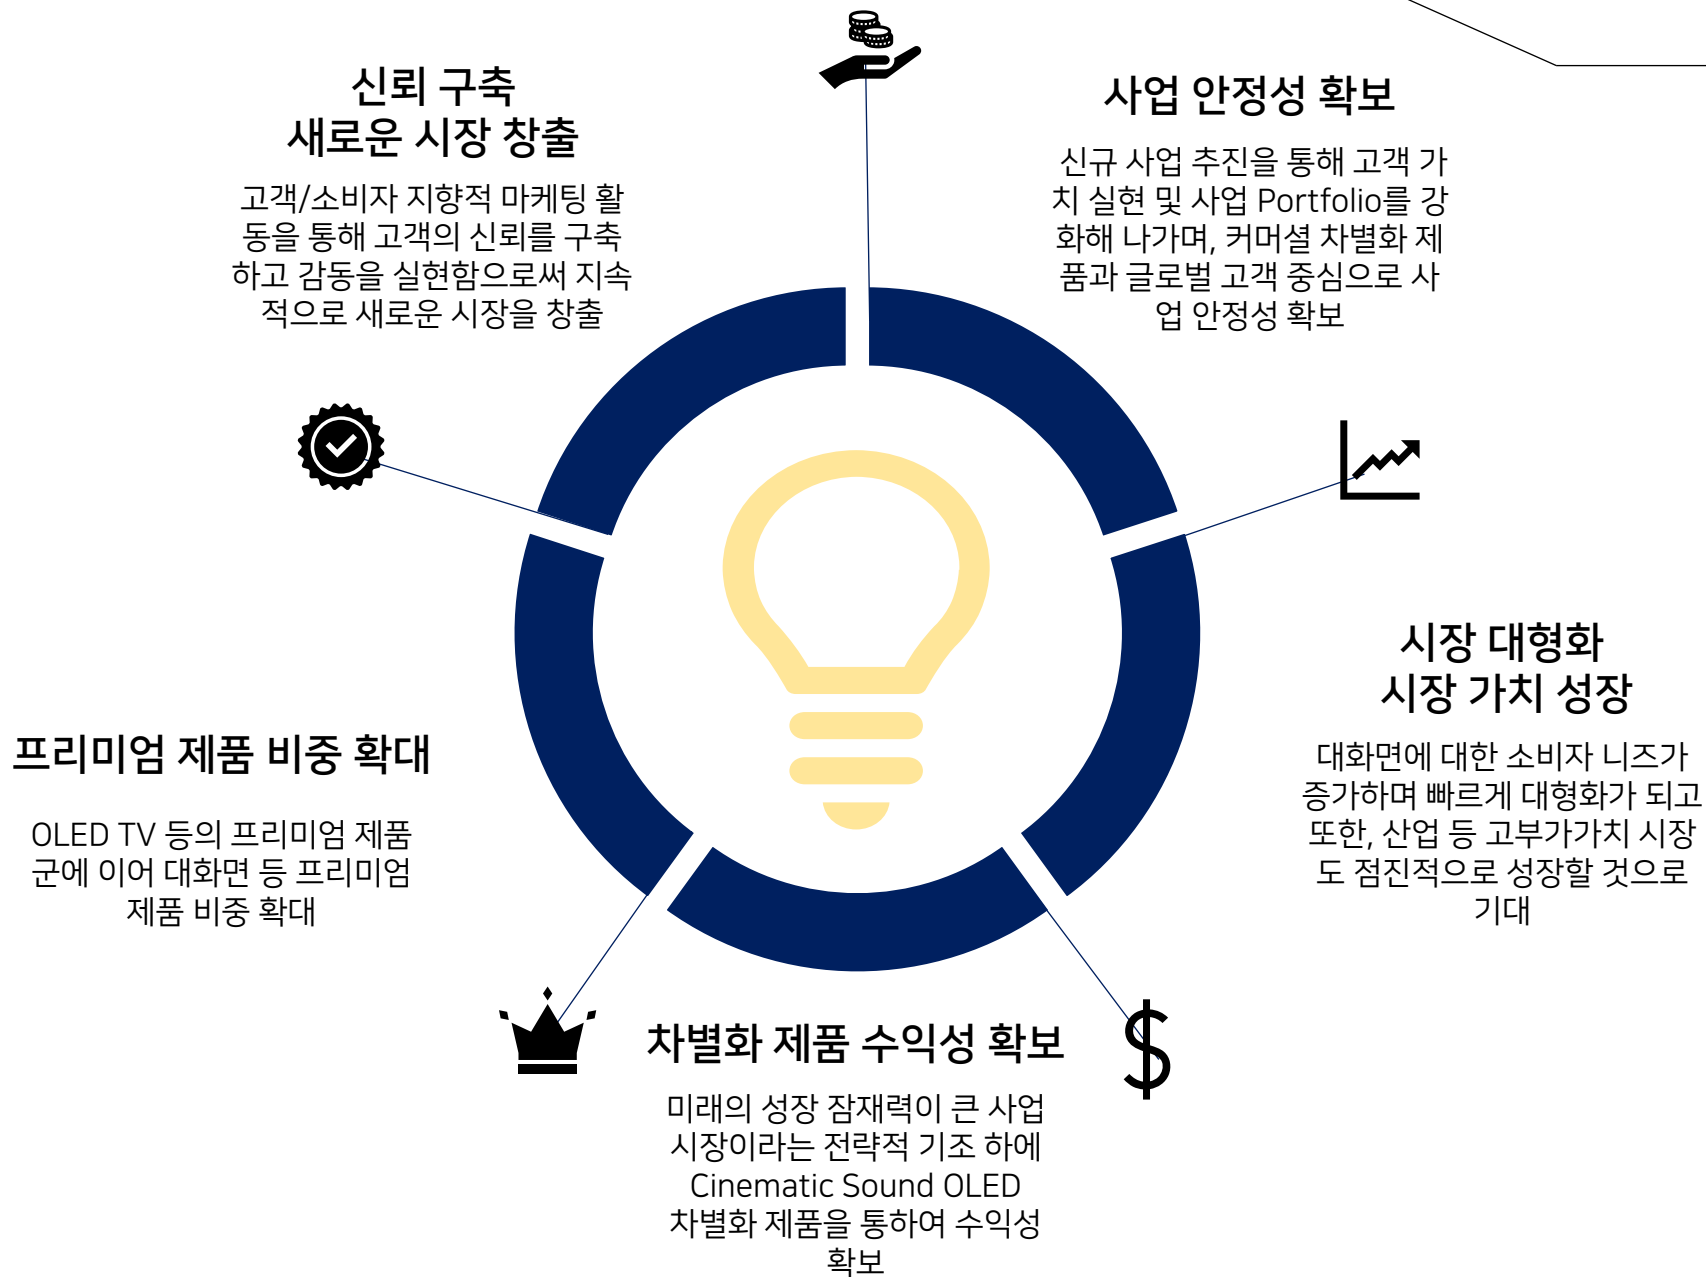 신뢰 구축
새로운 시장 창출
고객/소비자 지향적 마케팅 활
동을 통해 고객의 신뢰를 구축
하고 감동을 실현함으로써 지속
적으로 새로운 시장을 창출
사업 안정성 확보
신규 사업 추진을 통해 고객 가
치 실현 및 사업 Portfolio를 강
화해 나가며, 커머셜 차별화 제
품과 글로벌 고객 중심으로 사
업 안정성 확보
시장 대형화
시장 가치 성장
대화면에 대한 소비자 니즈가
증가하며 빠르게 대형화가 되고
또한, 산업 등 고부가가치 시장
도 점진적으로 성장할 것으로
기대
프리미엄 제품 비중 확대
OLED TV 등의 프리미엄 제품
군에 이어 대화면 등 프리미엄
제품 비중 확대
차별화 제품 수익성 확보
미래의 성장 잠재력이 큰 사업
시장이라는 전략적 기조 하에
Cinematic Sound OLED
차별화 제품을 통하여 수익성
확보